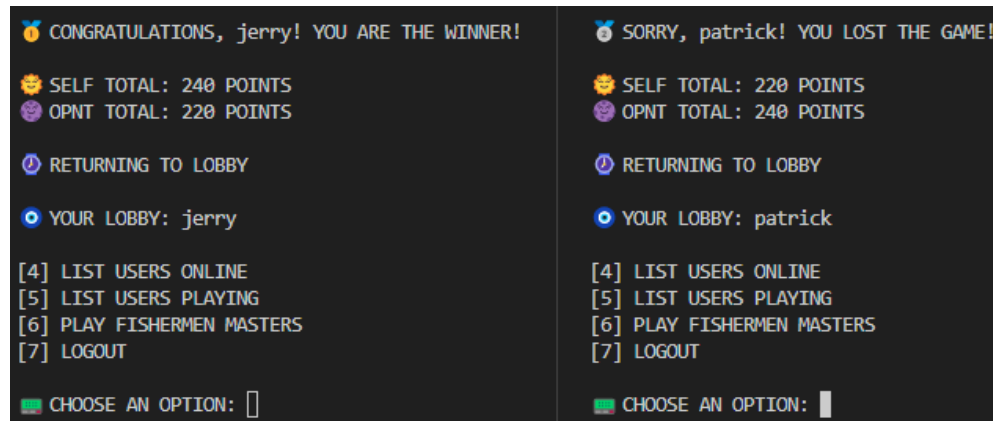 🥇 CONGRATULATIONS, jerry! YOU ARE THE WINNER!
🌞 SELF TOTAL: 240 POINTS
🌚 OPNT TOTAL: 220 POINTS
⌚ RETURNING TO LOBBY
🧿 YOUR LOBBY: jerry
[4] LIST USERS ONLINE
[5] LIST USERS PLAYING
[6] PLAY FISHERMEN MASTERS
[7] LOGOUT
📟 CHOOSE AN OPTION:
🥈 SORRY, patrick! YOU LOST THE GAME!
🌞 SELF TOTAL: 220 POINTS
🌚 OPNT TOTAL: 240 POINTS
⌚ RETURNING TO LOBBY
🧿 YOUR LOBBY: patrick
[4] LIST USERS ONLINE
[5] LIST USERS PLAYING
[6] PLAY FISHERMEN MASTERS
[7] LOGOUT
📟 CHOOSE AN OPTION: